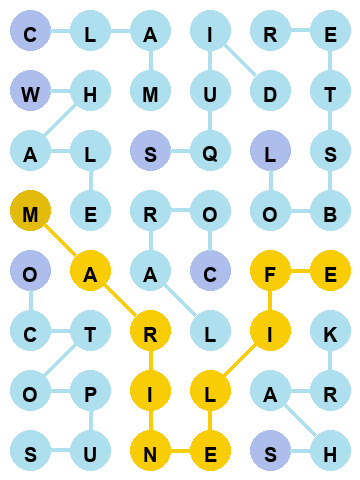 C L A I R E
W H M U D T
A L S Q L S
M E R O O B
O A A C F E
C T R L I K
O P I L A R
S U N E S H